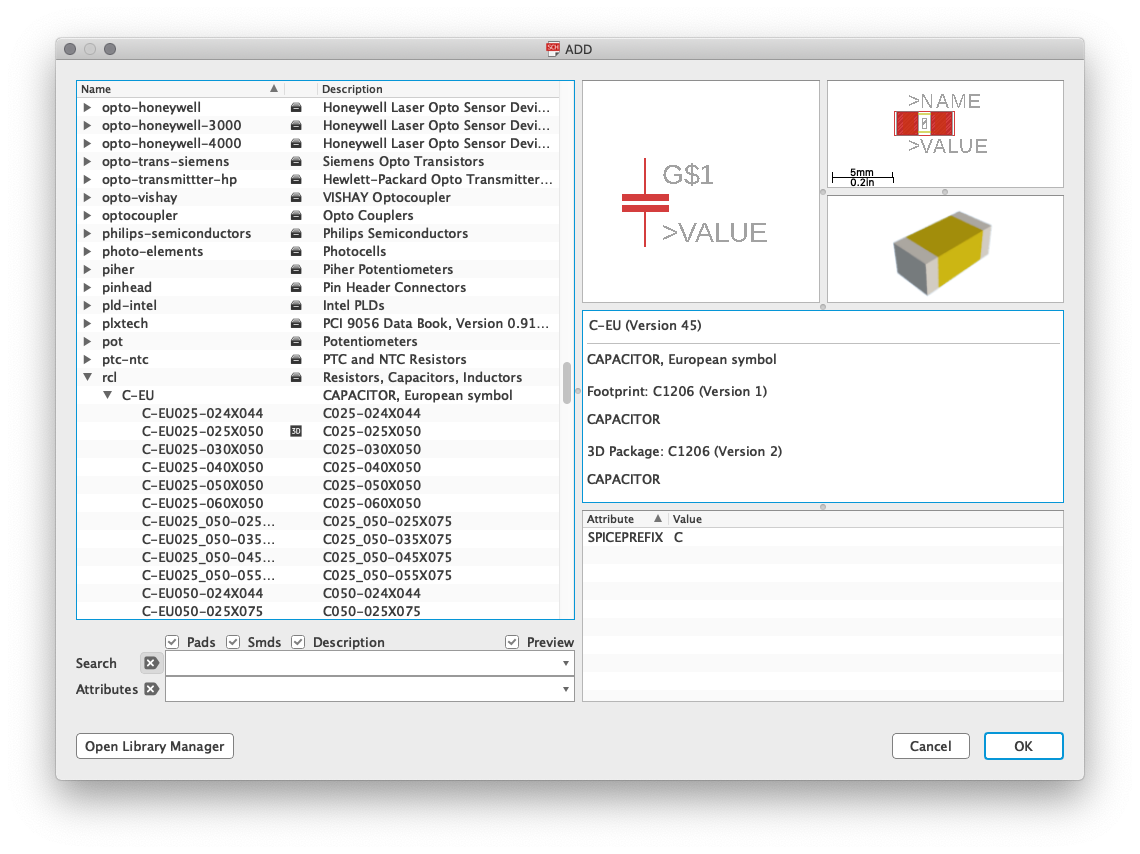 SCH ADD
Name Description
opto-honeywell Honeywell Laser Opto Sensor Devi...
opto-honeywell-3000 Honeywell Laser Opto Sensor Devi...
opto-honeywell-4000 Honeywell Laser Opto Sensor Devi...
opto-trans-siemens Siemens Opto Transistors
opto-transmittter-hp Hewlett-Packard Opto Transmitter...
opto-vishay VISHAY Optocoupler
optocoupler Opto Couplers
philips-semiconductors Philips Semiconductors
photo-elements Photocells
piher Piher Potentiometers
pinhead Pin Header Connectors
pld-intel Intel PLDs
plxtech PCI 9056 Data Book, Version 0.91...
pot Potentiometers
ptc-ntc PTC and NTC Resistors
rcl Resistors, Capacitors, Inductors
C-EU CAPACITOR, European symbol
C-EU025-024X044 C025-024X044
C-EU025-025X050 3D C025-025X050
C-EU025-030X050 C025-030X050
C-EU025-040X050 C025-040X050
C-EU025-050X050 C025-050X050
C-EU025-060X050 C025-060X050
C-EU025_050-025... C025_050-025X075
C-EU025_050-035... C025_050-035X075
C-EU025_050-045... C025_050-045X075
C-EU025_050-055... C025_050-055X075
C-EU050-024X044 C050-024X044
C-EU050-025X075 C050-025X075
Pads Smds Description Preview
Search
Attributes
Open Library Manager
G$1
>VALUE
>NAME
>VALUE
5mm
0.2in
C-EU (Version 45)
CAPACITOR, European symbol
Footprint: C1206 (Version 1)
CAPACITOR
3D Package: C1206 (Version 2)
CAPACITOR
Attribute Value
SPICEPREFIX C
Cancel OK